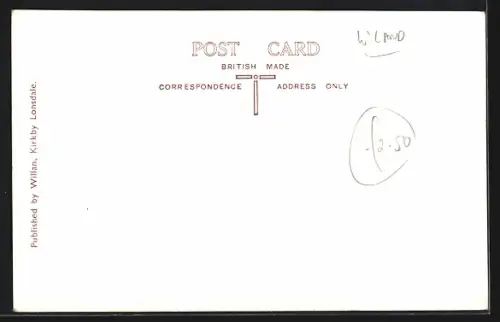 POST CARD
BRITISH MADE
CORRESPONDENCE ADDRESS ONLY
2.50
Published by Willan, Kirkby Lonsdale.